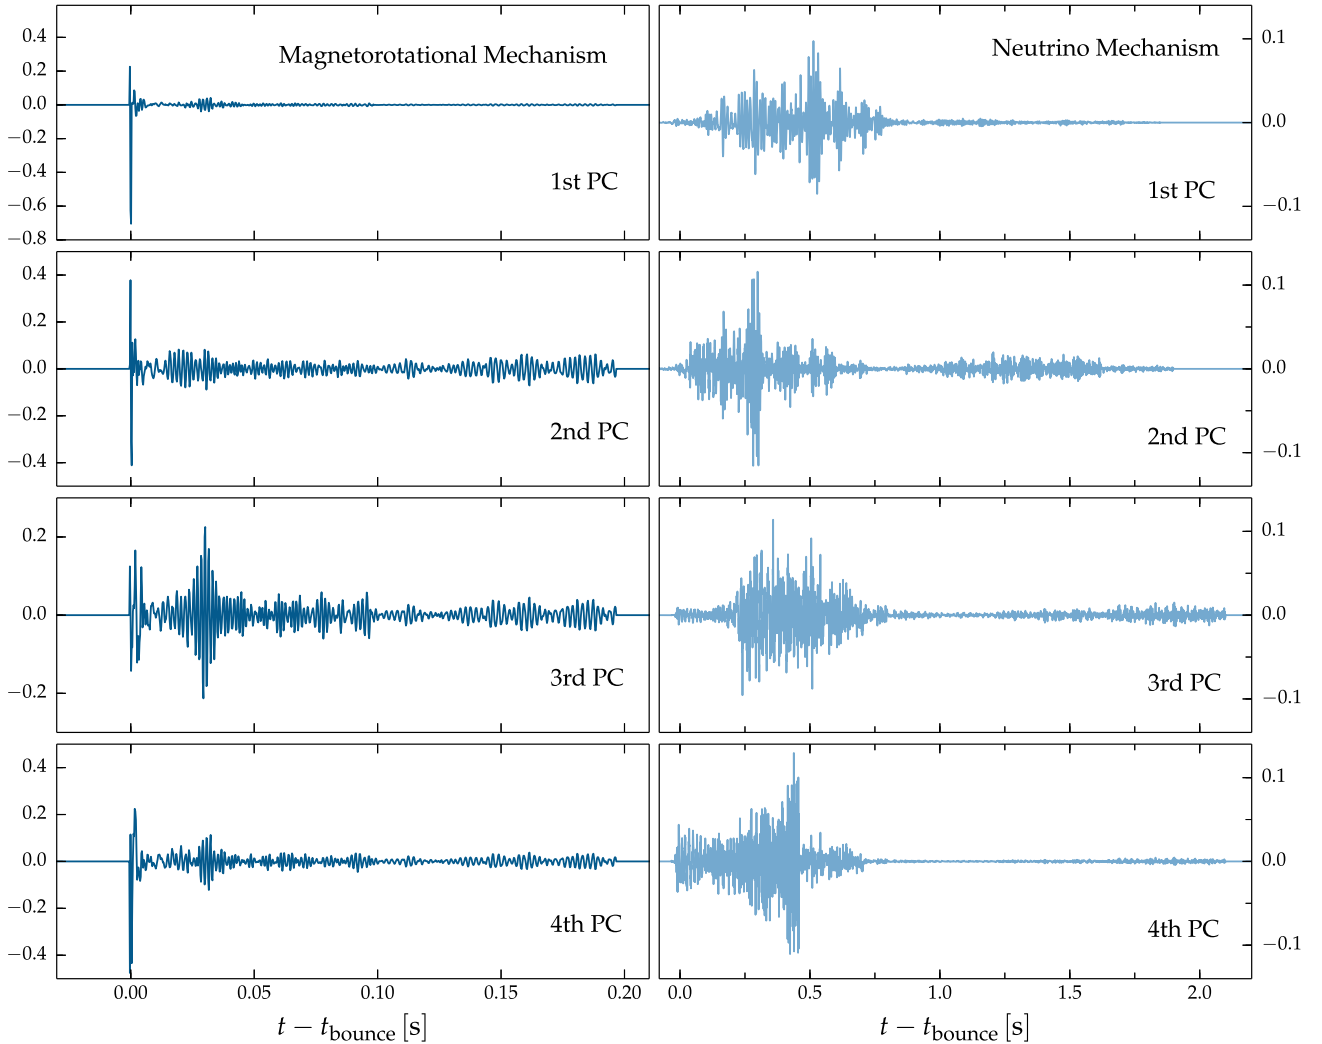 Magnetorotational Mechanism
0.4
0.2
0.0
−0.2
−0.4
−0.6
−0.8
1st PC
Neutrino Mechanism
0.1
0.0
−0.1
1st PC
0.4
0.2
0.0
−0.2
−0.4
2nd PC
0.1
0.0
−0.1
2nd PC
0.2
0.0
−0.2
3rd PC
0.1
0.0
−0.1
3rd PC
0.4
0.2
0.0
−0.2
−0.4
4th PC
0.1
0.0
−0.1
4th PC
0.00 0.05 0.10 0.15 0.20
0.0 0.5 1.0 1.5 2.0
t − tbounce [s]
t − tbounce [s]